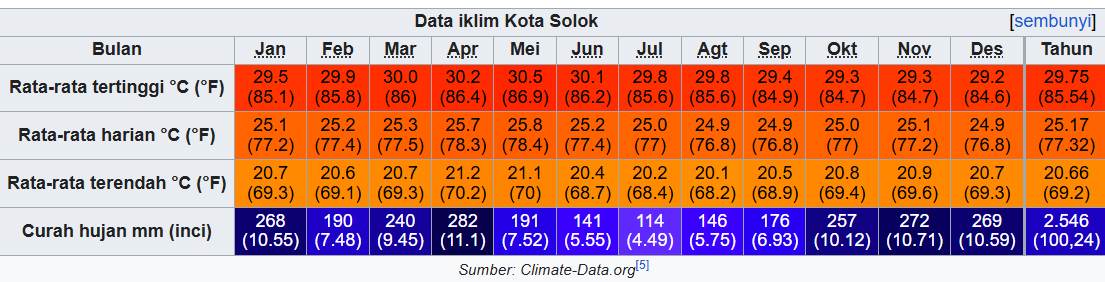 Data iklim Kota Solok [sembunyi]
Bulan Jan Feb Mar Apr Mei Jun Jul Agt Sep Okt Nov Des Tahun
Rata-rata tertinggi °C (°F) 29.5 29.9 30.0 30.2 30.5 30.1 29.8 29.8 29.4 29.3 29.3 29.2 29.75
(85.1) (85.8) (86) (86.4) (86.9) (86.2) (85.6) (85.6) (84.9) (84.7) (84.7) (84.6) (85.54)
Rata-rata harian °C (°F) 25.1 25.2 25.3 25.7 25.8 25.2 25.0 24.9 24.9 25.0 25.1 24.9 25.17
(77.2) (77.4) (77.5) (78.3) (78.4) (77.4) (77) (76.8) (76.8) (77) (77.2) (76.8) (77.32)
Rata-rata terendah °C (°F) 20.7 20.6 20.7 21.2 21.1 20.4 20.2 20.1 20.5 20.8 20.9 20.7 20.66
(69.3) (69.1) (69.3) (70.2) (70) (68.7) (68.4) (68.2) (68.9) (69.4) (69.6) (69.3) (69.2)
Curah hujan mm (inci) 268 190 240 282 191 141 114 146 176 257 272 269 2.546
(10.55) (7.48) (9.45) (11.1) (7.52) (5.55) (4.49) (5.75) (6.93) (10.12) (10.71) (10.59) (100,24)
Sumber: Climate-Data.org[5]